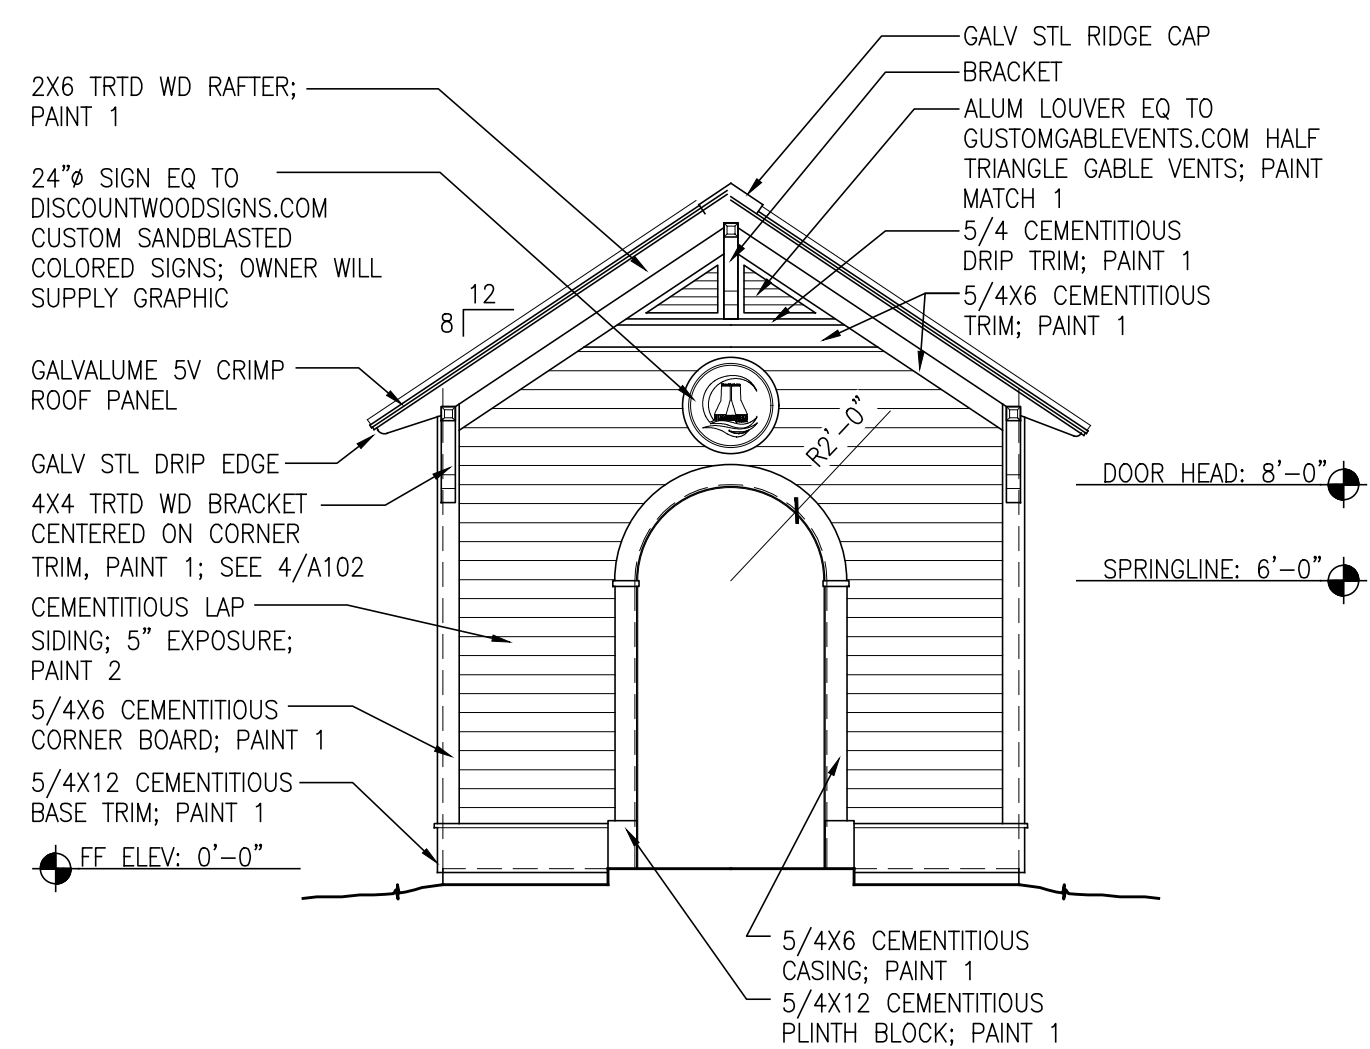 2X6 TRTD WD RAFTER;
PAINT 1
24"ø SIGN EQ TO
DISCOUNTWOODSIGNS.COM
CUSTOM SANDBLASTED
COLORED SIGNS; OWNER WILL
SUPPLY GRAPHIC
12
8
GALVALUME 5V CRIMP
ROOF PANEL
GALV STL DRIP EDGE
4X4 TRTD WD BRACKET
CENTERED ON CORNER
TRIM, PAINT 1; SEE 4/A102
CEMENTITIOUS LAP
SIDING; 5" EXPOSURE;
PAINT 2
5/4X6 CEMENTITIOUS
CORNER BOARD; PAINT 1
5/4X12 CEMENTITIOUS
BASE TRIM; PAINT 1
FF ELEV: 0'-0"
GALV STL RIDGE CAP
BRACKET
ALUM LOUVER EQ TO
GUSTOMGABLEVENTS.COM HALF
TRIANGLE GABLE VENTS; PAINT
MATCH 1
5/4 CEMENTITIOUS
DRIP TRIM; PAINT 1
5/4X6 CEMENTITIOUS
TRIM; PAINT 1
R2'-0"
DOOR HEAD: 8'-0"
SPRINGLINE: 6'-0"
5/4X6 CEMENTITIOUS
CASING; PAINT 1
5/4X12 CEMENTITIOUS
PLINTH BLOCK; PAINT 1